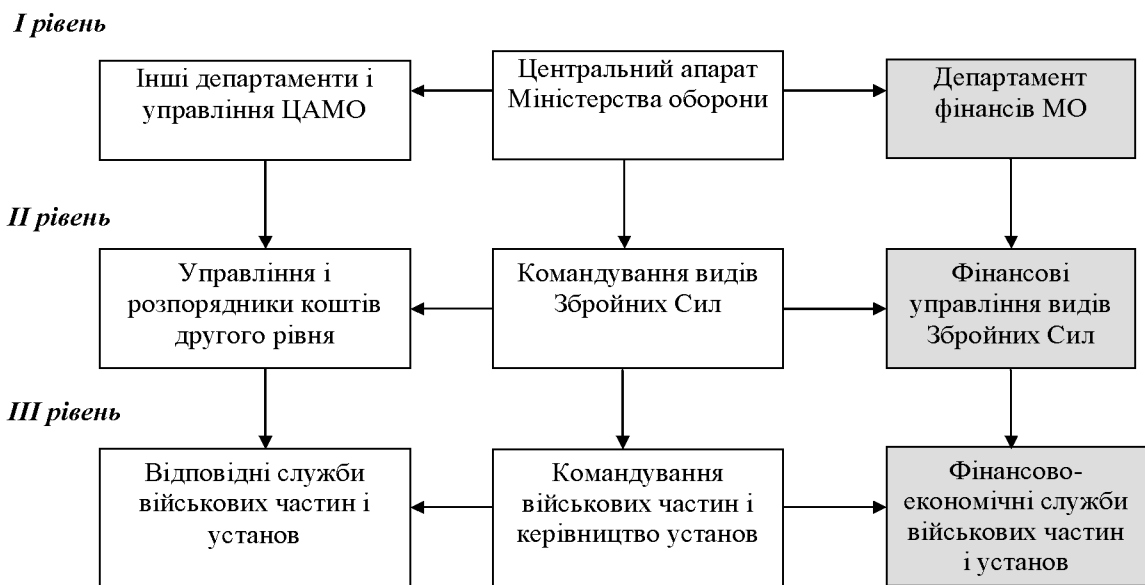 I рівень
Інші департаменти і
управління ЦАМО
Центральний апарат
Міністерства оборони
Департамент
фінансів МО
II рівень
Управління і
розпорядники коштів
другого рівня
Командування видів
Збройних Сил
Фінансові
управління видів
Збройних Сил
III рівень
Відповідні служби
військових частин і
установ
Командування
військових частин і
керівництво установ
Фінансово-
економічні служби
військових частин
і установ